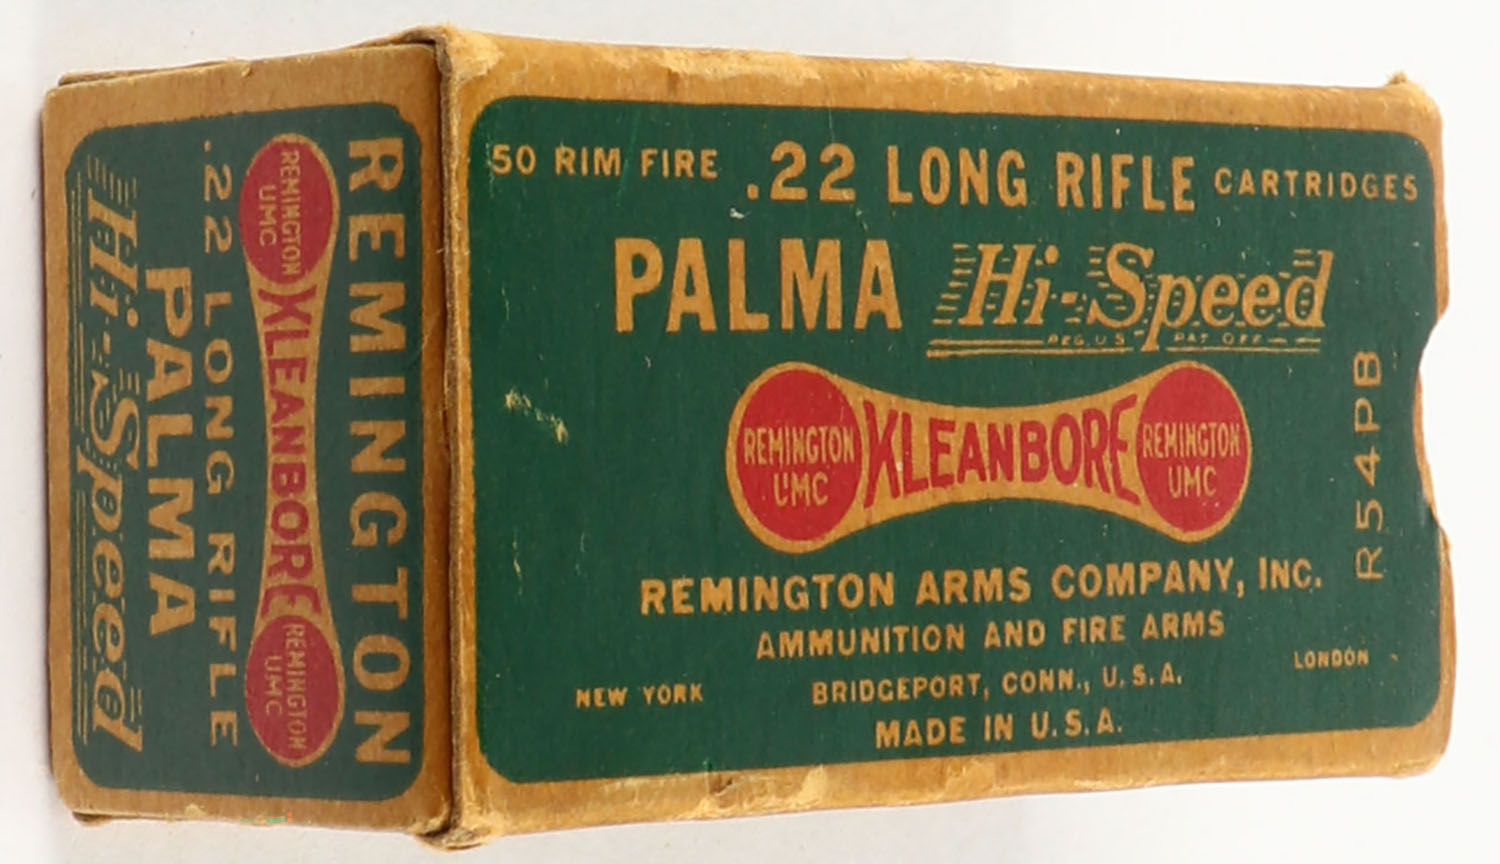 REMINGTON
REMINGTON
UMC
KLEANBORE
REMINGTON
UMC
.22 LONG RIFLE
PALMA
Hi-Speed
50 RIM FIRE .22 LONG RIFLE CARTRIDGES
PALMA Hi-Speed
REG. U.S. PAT. OFF.
REMINGTON
UMC
KLEANBORE
REMINGTON
UMC
R54PB
REMINGTON ARMS COMPANY, INC.
AMMUNITION AND FIRE ARMS
NEW YORK BRIDGEPORT, CONN., U.S.A. LONDON
MADE IN U.S.A.